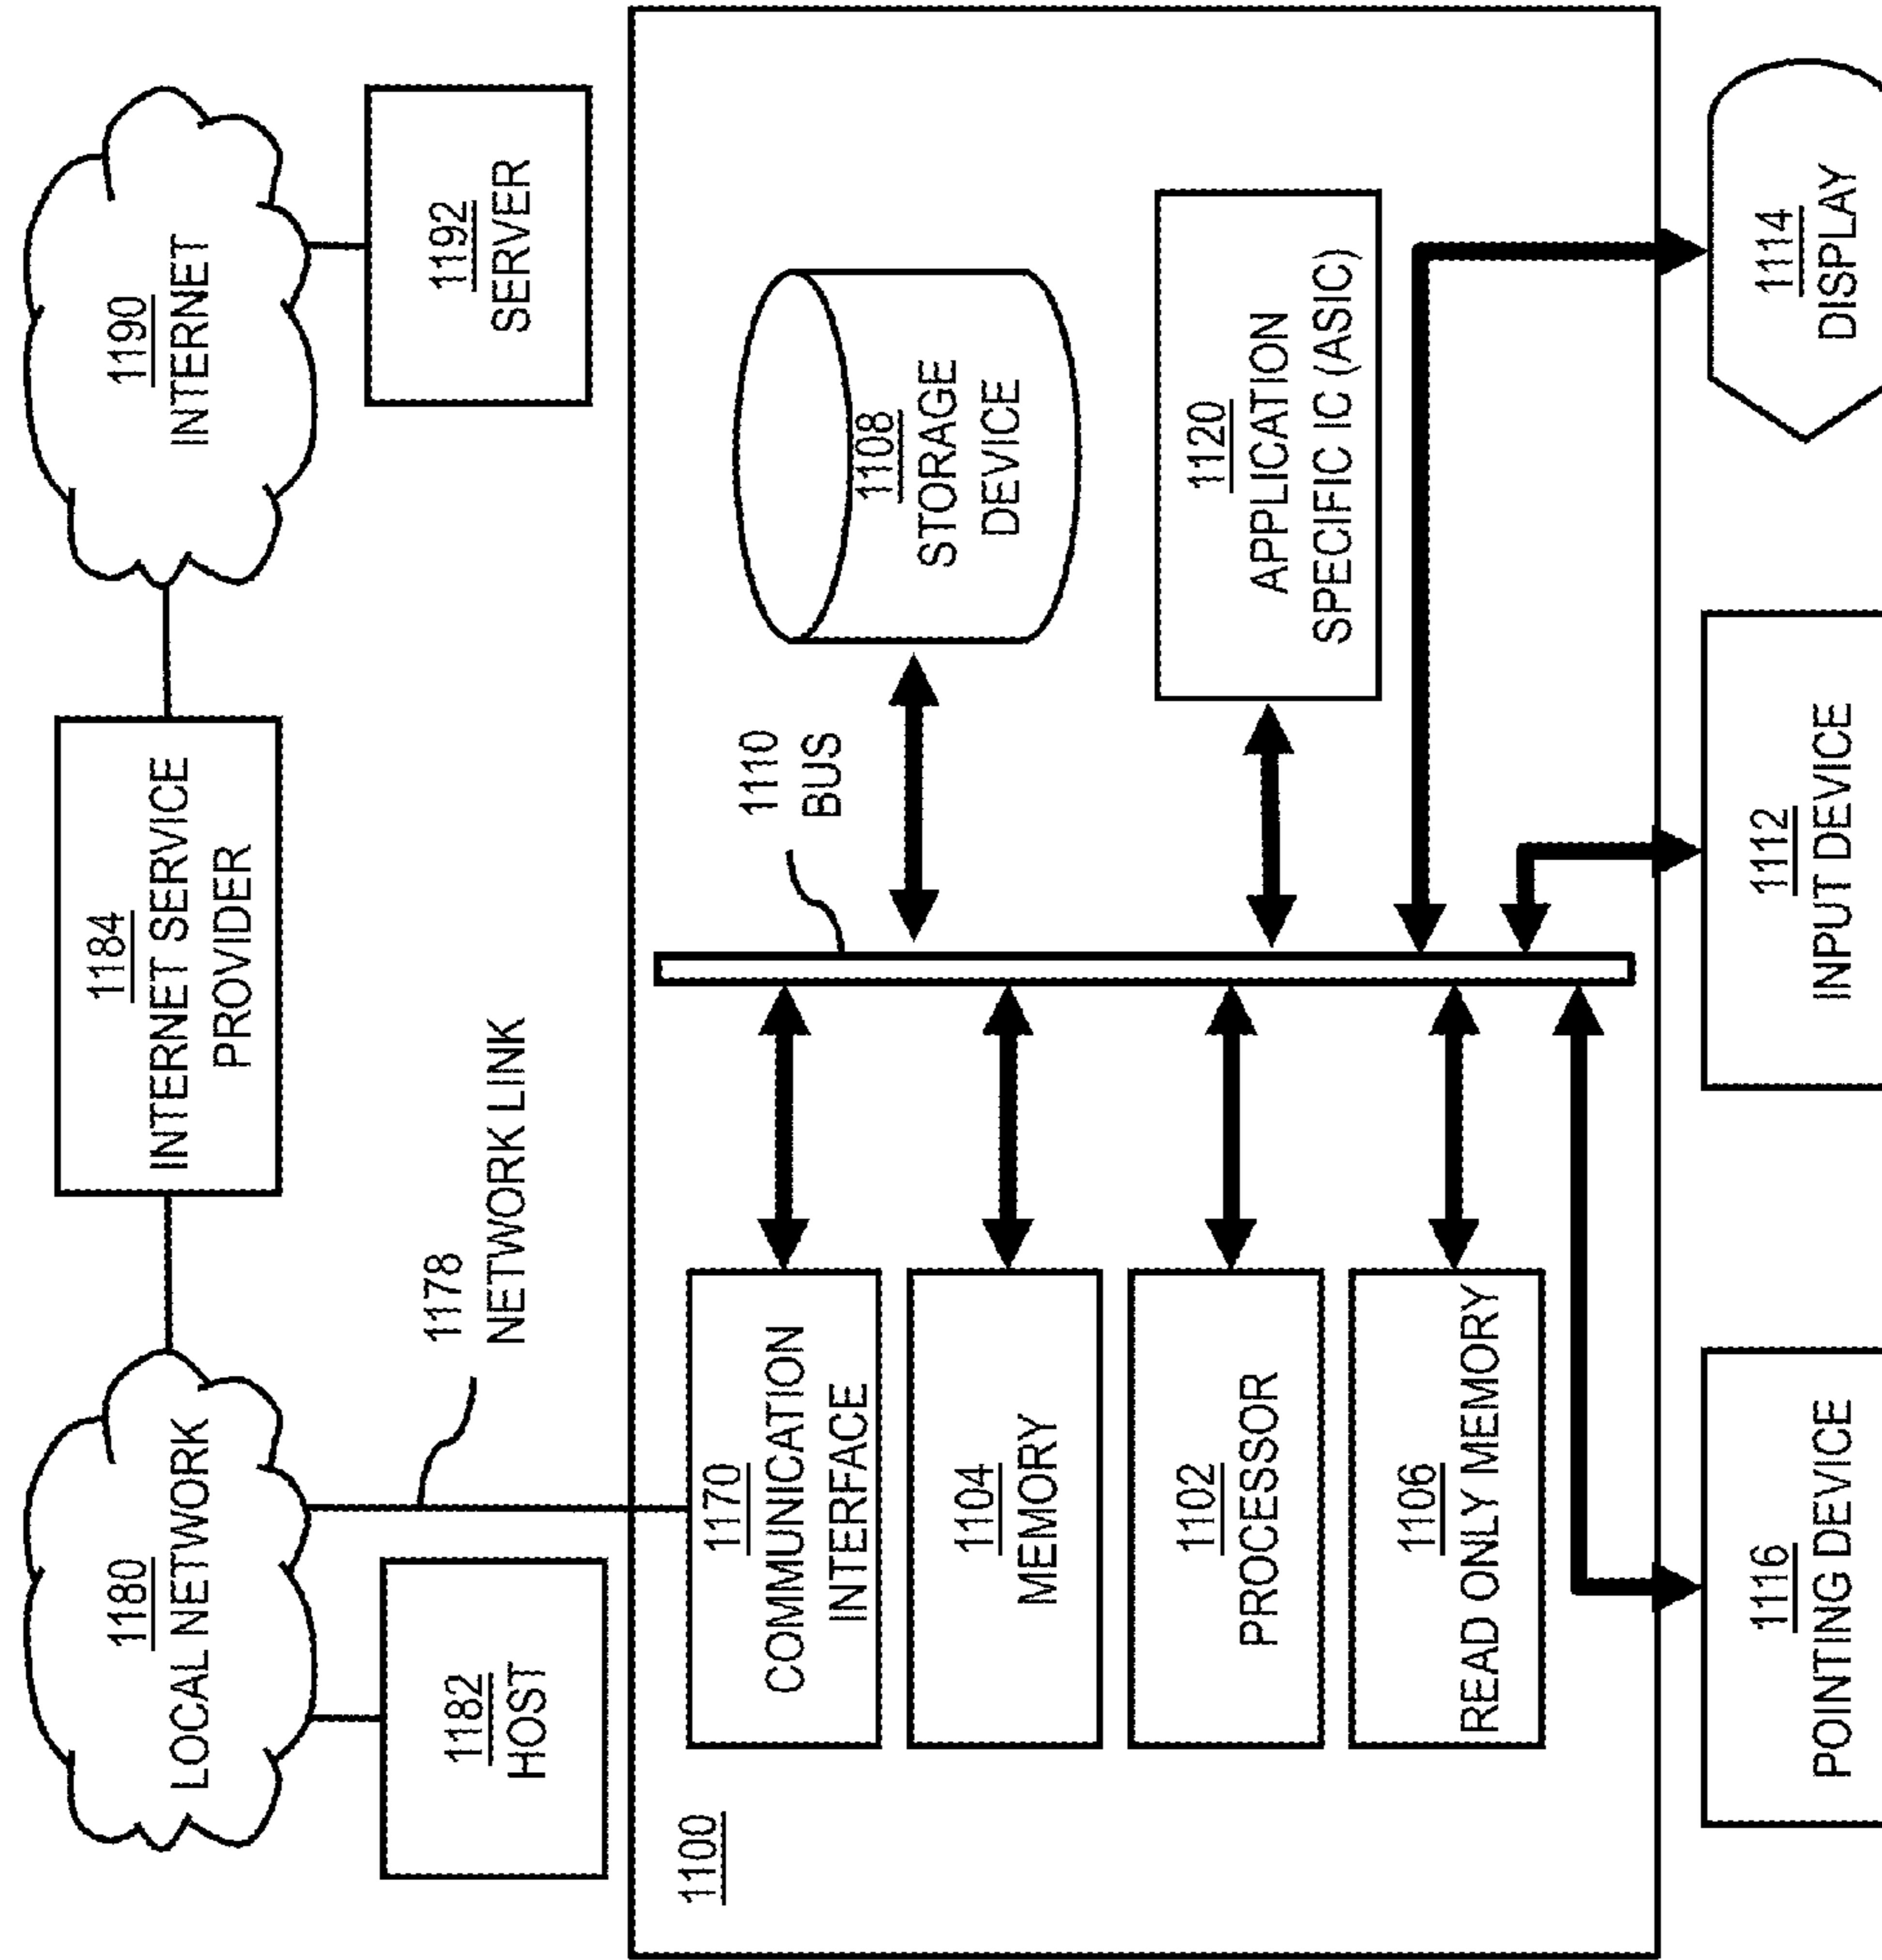 1180
LOCAL NETWORK
1184
INTERNET SERVICE
PROVIDER
1190
INTERNET
1182
HOST
1178
NETWORK LINK
1192
SERVER
1100
1170
COMMUNICATION
INTERFACE
1110
BUS
1104
MEMORY
1108
STORAGE
DEVICE
1102
PROCESSOR
1120
APPLICATION
SPECIFIC IC (ASIC)
1106
READ ONLY MEMORY
1116
POINTING DEVICE
1112
INPUT DEVICE
1114
DISPLAY